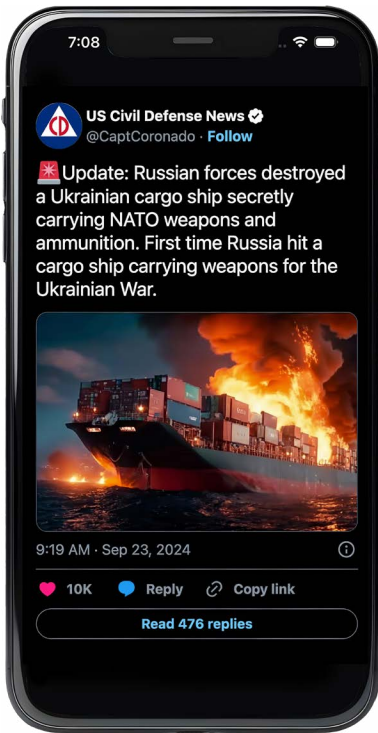 7:08
CD
US Civil Defense News
@CaptCoronado · Follow
🚨Update: Russian forces destroyed
a Ukrainian cargo ship secretly
carrying NATO weapons and
ammunition. First time Russia hit a
cargo ship carrying weapons for the
Ukrainian War.
9:19 AM · Sep 23, 2024
10K Reply Copy link
Read 476 replies